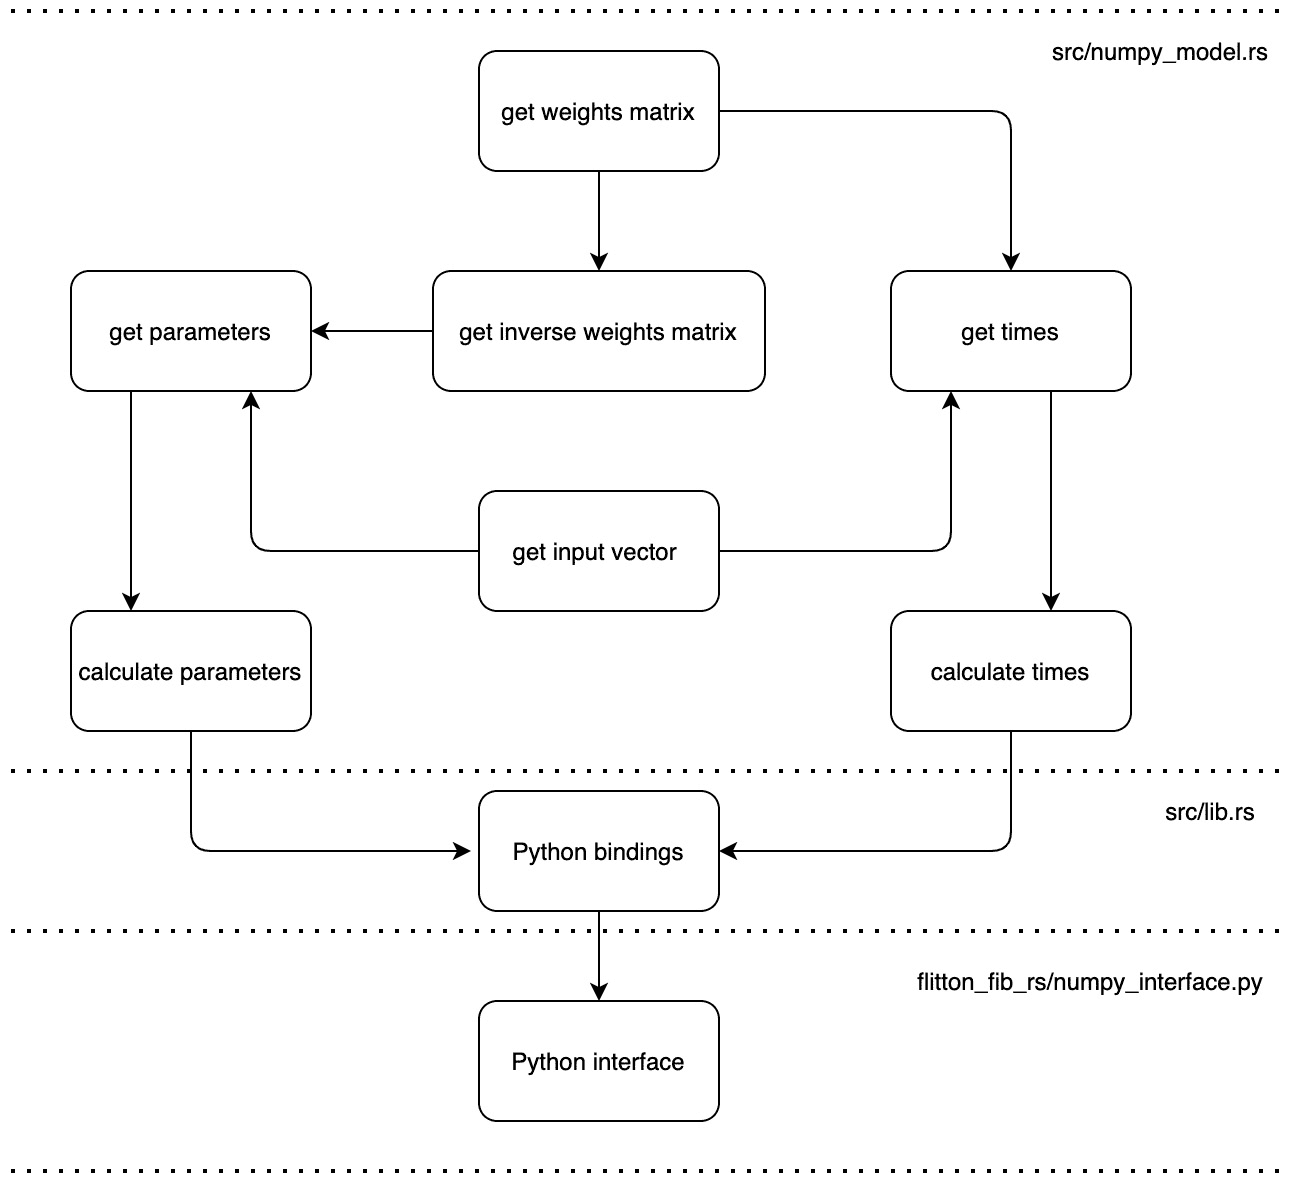 src/numpy_model.rs
get weights matrix
get parameters
get inverse weights matrix
get times
get input vector
calculate parameters
calculate times
src/lib.rs
Python bindings
flitton_fib_rs/numpy_interface.py
Python interface